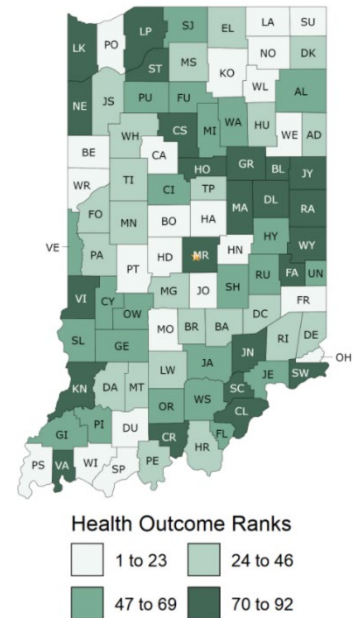 LP SJ EL LA SU
LK PO
ST MS NO DK
KO
NE JS PU FU WL AL
MI WA HU WE AD
CS
WH
BE CA
HO GR BL JY
WR TI
CI TP
FO MA DL RA
MN BO HA
VE
HY WY
PA HD MR HN
PT RU FA UN
MG JO SH
VI CY FR
OW DC
MO BR BA RI DE
SL GE OH
LW JN
JA JE SW
KN DA MT SC
OR WS
CL
PI
GI DU CR FL
HR
PS VA WI SP PE
Health Outcome Ranks
1 to 23 24 to 46
47 to 69 70 to 92